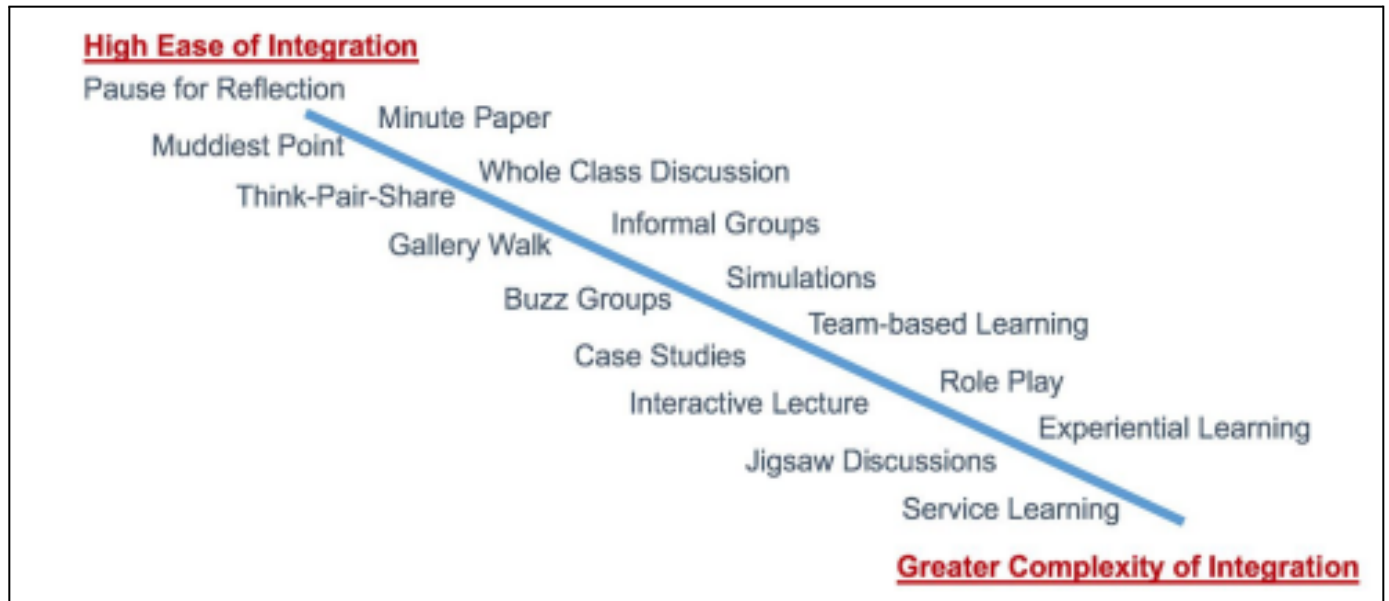 High Ease of Integration
Pause for Reflection
Minute Paper
Muddiest Point
Whole Class Discussion
Think-Pair-Share
Informal Groups
Gallery Walk
Simulations
Buzz Groups
Team-based Learning
Case Studies
Role Play
Interactive Lecture
Experiential Learning
Jigsaw Discussions
Service Learning
Greater Complexity of Integration